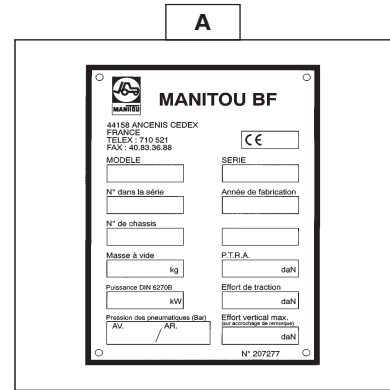 A
MANITOU
MANITOU BF
44158 ANCENIS CEDEX
FRANCE
TELEX : 710 521
FAX : 40.83.36.88
CE
MODELE
SERIE
N° dans la série
Année de fabrication
N° de chassis
Masse à vide
kg
P.T.R.A.
daN
Puissance DIN 6270B
kW
Effort de traction
daN
Pression des pneumatiques (Bar)
AV. / AR.
Effort vertical max.
(sur accrochage de remorque)
daN
N° 207277